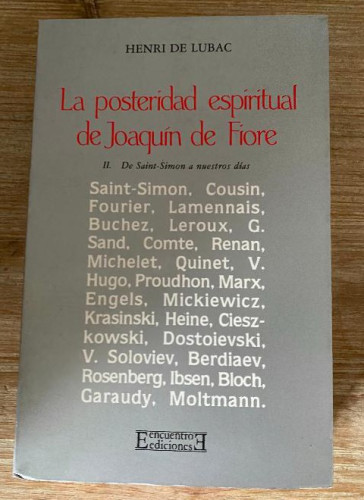 HENRI DE LUBAC
La posteridad espiritual
de Joaquín de Fiore
II. De Saint-Simon a nuestros días
Saint-Simon, Cousin,
Fourier, Lamennais,
Buchez, Leroux, G.
Sand, Comte, Renan,
Michelet, Quinet, V.
Hugo, Proudhon, Marx,
Engels, Mickiewicz,
Krasinski, Heine, Ciesz-
kowski, Dostoievski,
V. Soloviev, Berdiaev,
Rosenberg, Ibsen, Bloch,
Garaudy, Moltmann.
encuentro
ediciones